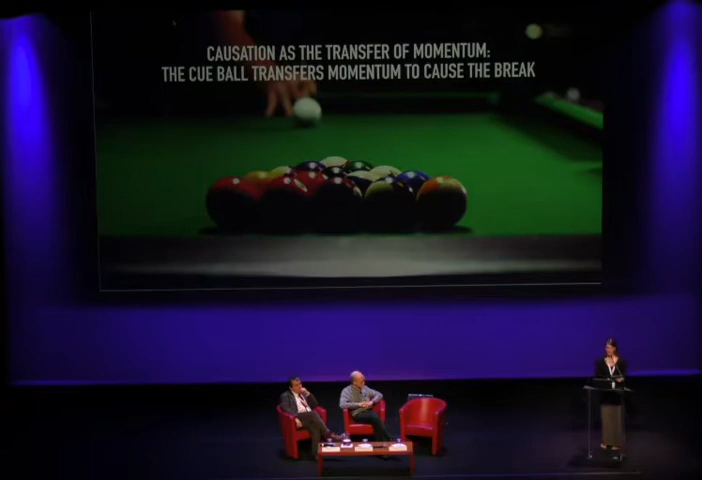 CAUSATION AS THE TRANSFER OF MOMENTUM:
THE CUE BALL TRANSFERS MOMENTUM TO CAUSE THE BREAK